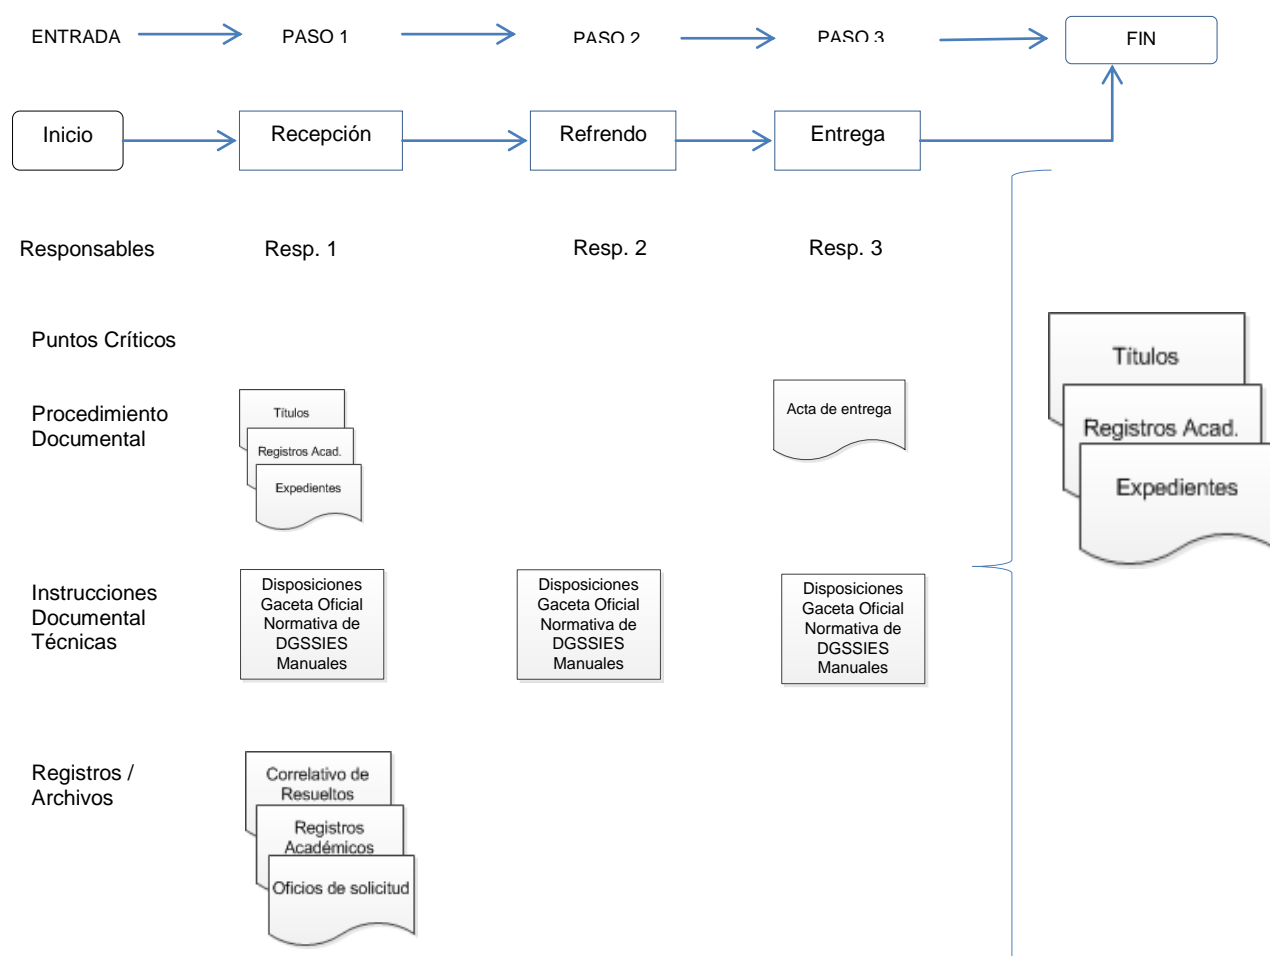 ENTRADA
PASO 1
PASO 2
PASO 3
FIN
Inicio
Recepción
Refrendo
Entrega
Responsables
Resp. 1
Resp. 2
Resp. 3
Puntos Críticos
Procedimiento
Documental
Títulos
Registros Acad.
Expedientes
Acta de entrega
Títulos
Registros Acad.
Expedientes
Instrucciones
Documental
Técnicas
Disposiciones
Gaceta Oficial
Normativa de
DGSSIES
Manuales
Disposiciones
Gaceta Oficial
Normativa de
DGSSIES
Manuales
Disposiciones
Gaceta Oficial
Normativa de
DGSSIES
Manuales
Registros /
Archivos
Correlativo de
Resueltos
Registros
Académicos
Oficios de solicitud